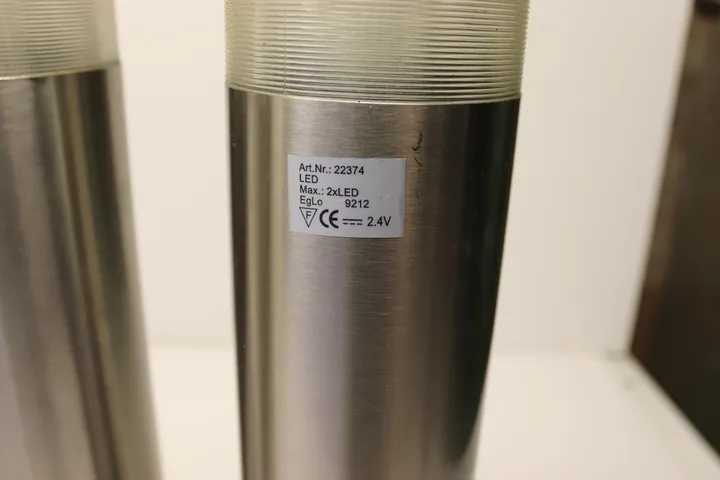 Art.Nr.: 22374
LED
Max.: 2xLED
EgLo 9212
F CE 2.4V